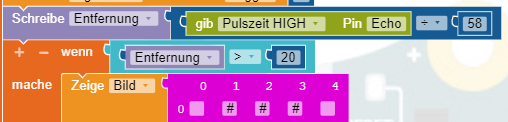 Schreibe Entfernung gib Pulszeit HIGH Pin Echo ÷ 58
+ − wenn Entfernung > 20
mache Zeige Bild 0 1 2 3 4
0 # # #